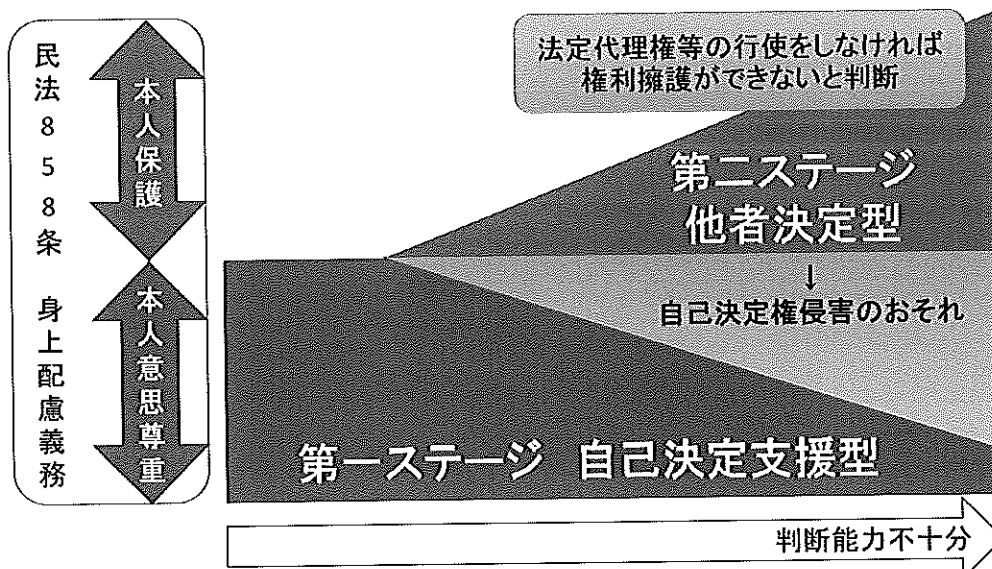 民法858条 身上配慮義務
本人保護
本人意思尊重
法定代理権等の行使をしなければ
権利擁護ができないと判断
第二ステージ
他者決定型
↓
自己決定権侵害のおそれ
第一ステージ 自己決定支援型
判断能力不十分